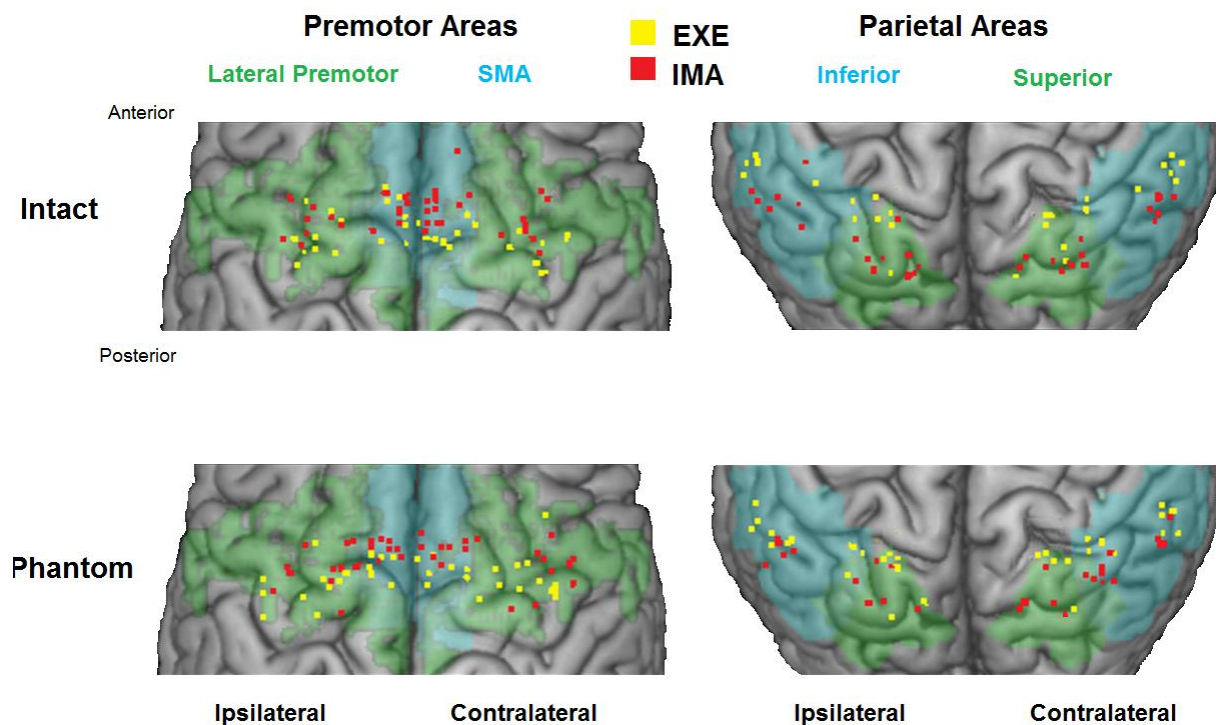 Premotor Areas
EXE
Parietal Areas
Lateral Premotor
SMA
IMA
Inferior
Superior
Anterior
Intact
Posterior
Phantom
Ipsilateral
Contralateral
Ipsilateral
Contralateral